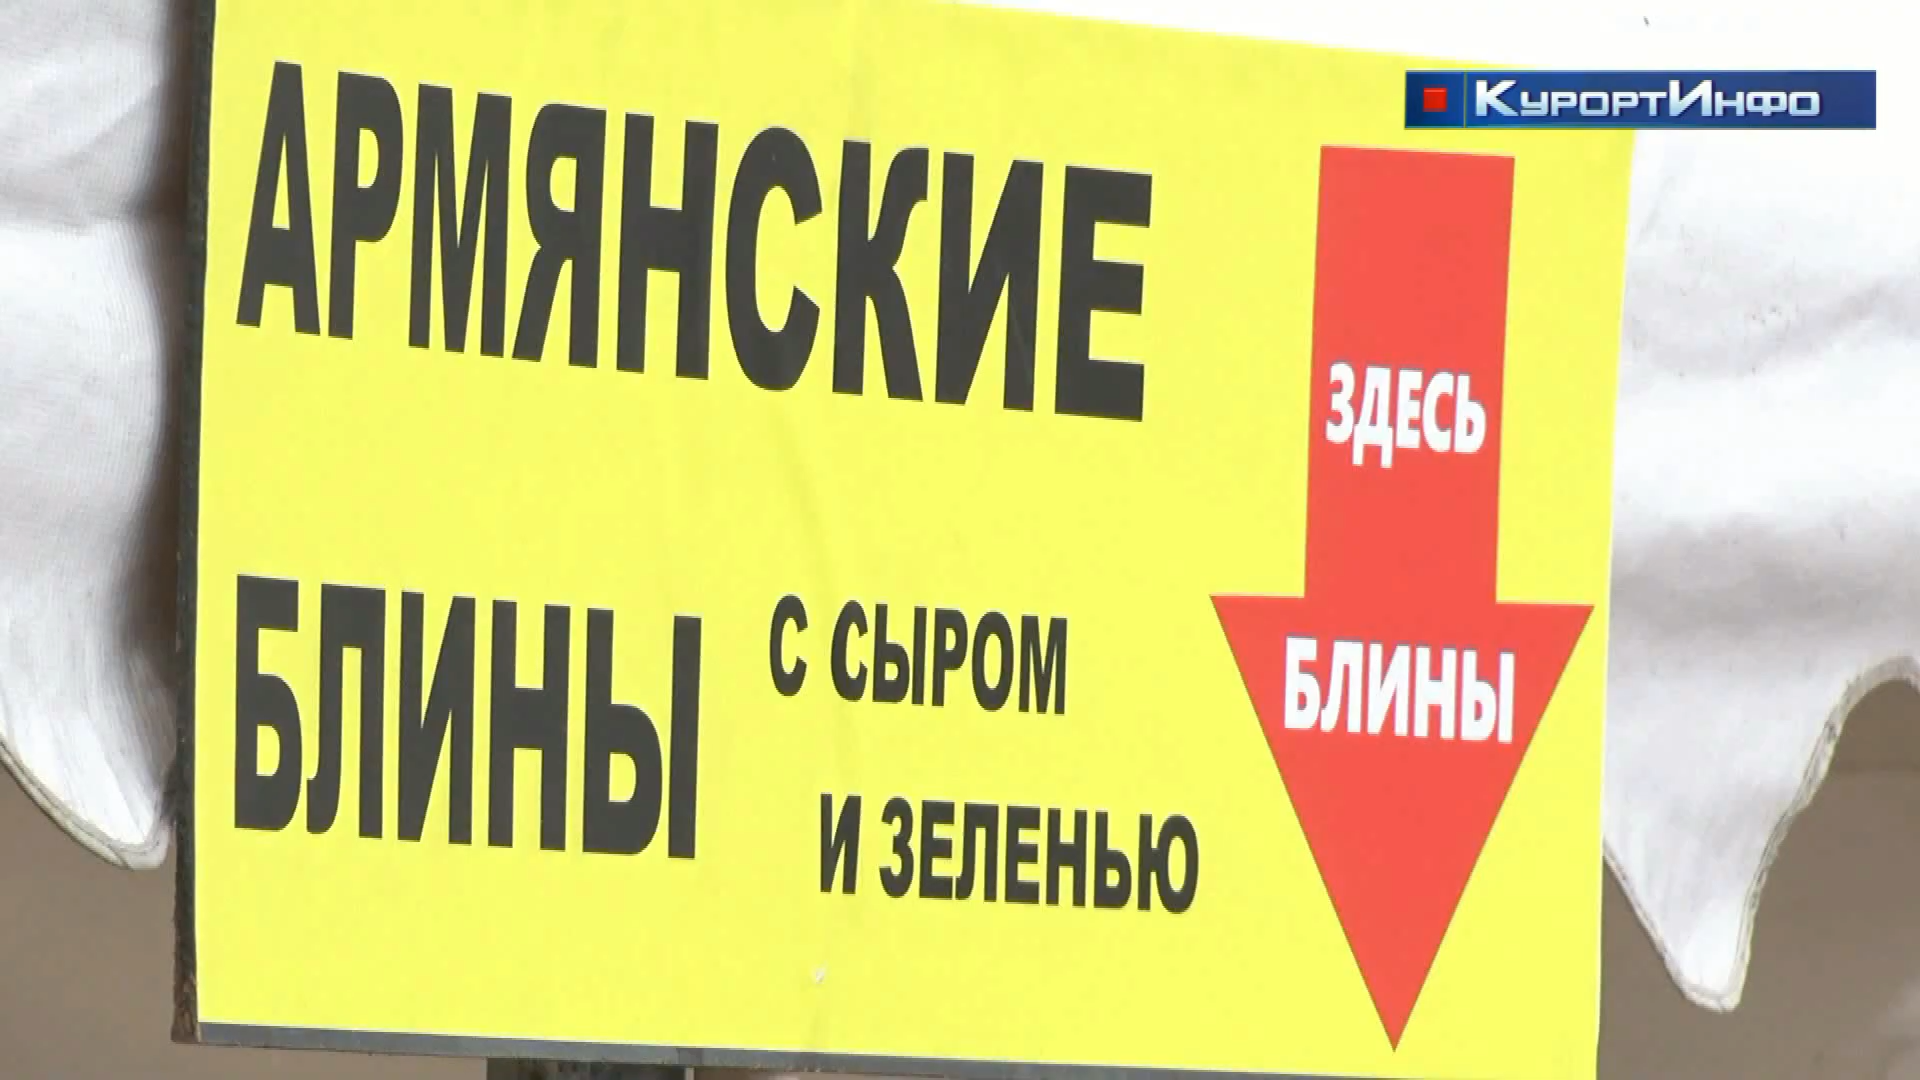 КурортИнфо
АРМЯНСКИЕ
БЛИНЫ
С СЫРОМ
И ЗЕЛЕНЬЮ
ЗДЕСЬ
БЛИНЫ